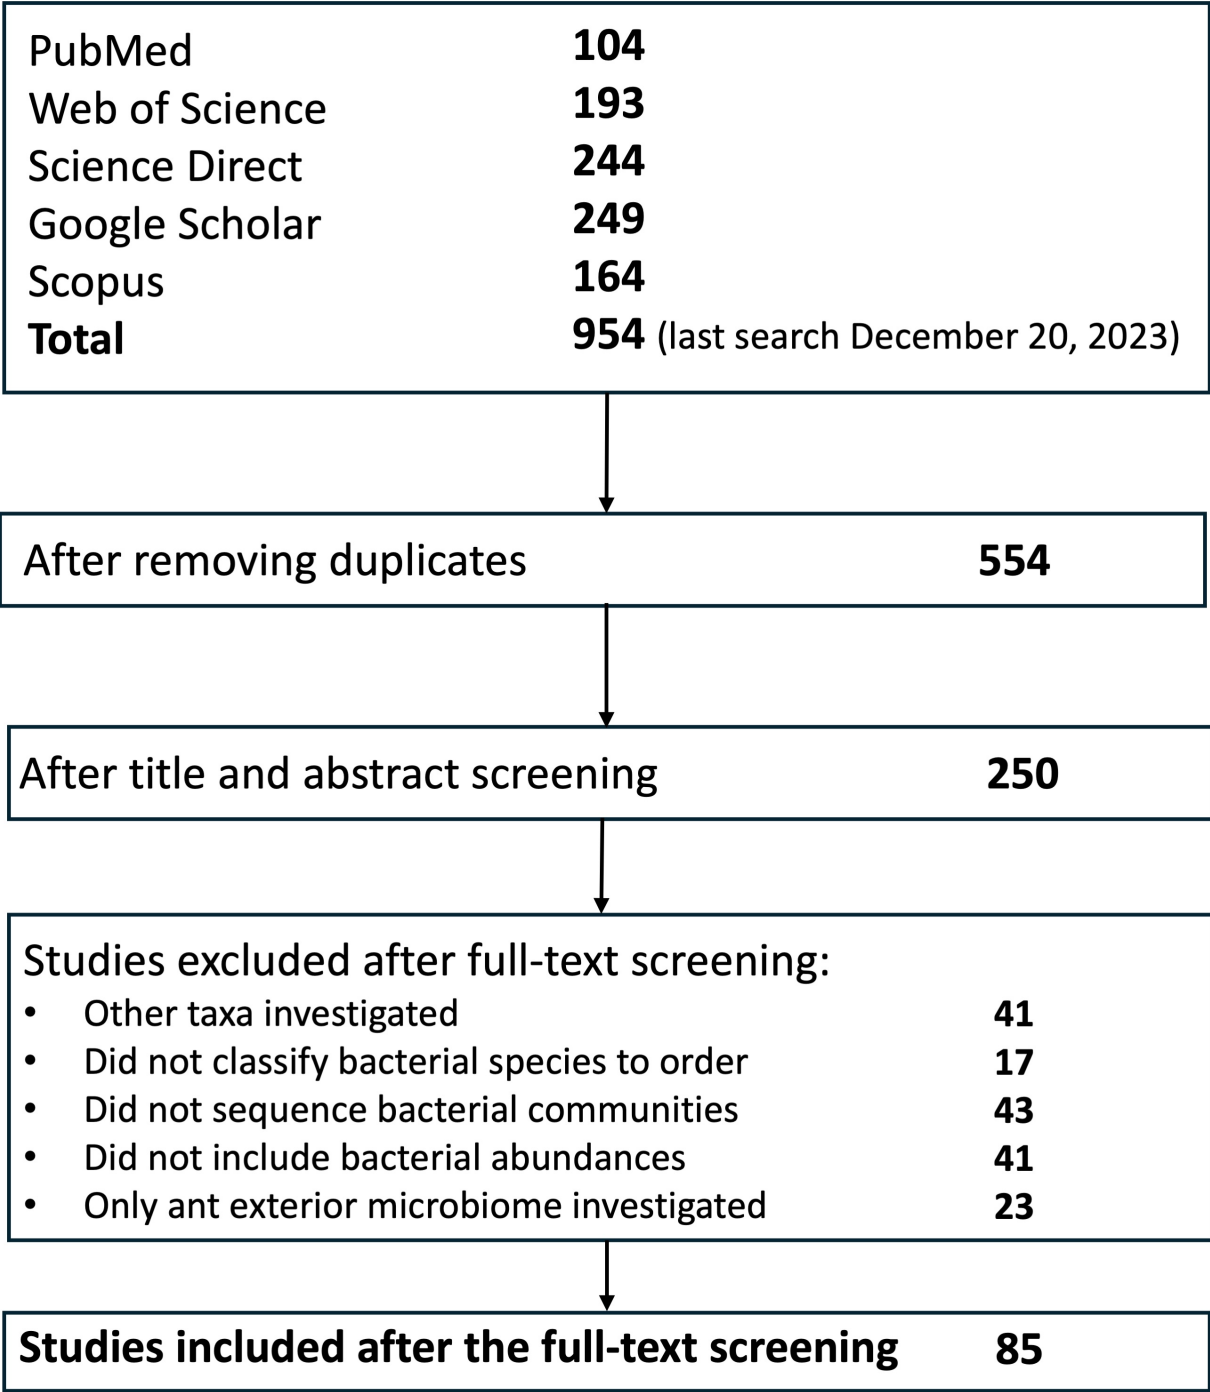 PubMed 104
Web of Science 193
Science Direct 244
Google Scholar 249
Scopus 164
Total 954 (last search December 20, 2023)
After removing duplicates 554
After title and abstract screening 250
Studies excluded after full-text screening:
• Other taxa investigated 41
• Did not classify bacterial species to order 17
• Did not sequence bacterial communities 43
• Did not include bacterial abundances 41
• Only ant exterior microbiome investigated 23
Studies included after the full-text screening 85